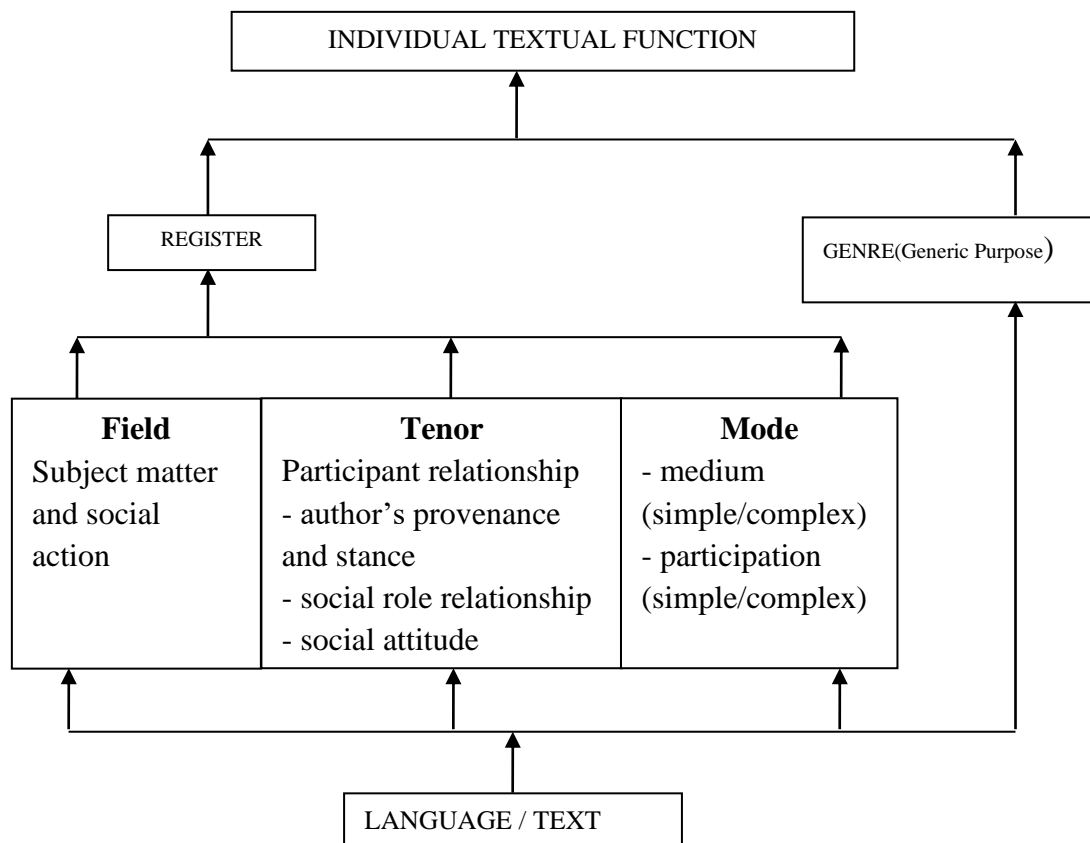 INDIVIDUAL TEXTUAL FUNCTION
REGISTER
GENRE(Generic Purpose)
Field
Subject matter
and social
action
Tenor
Participant relationship
- author’s provenance
and stance
- social role relationship
- social attitude
Mode
- medium
(simple/complex)
- participation
(simple/complex)
LANGUAGE / TEXT